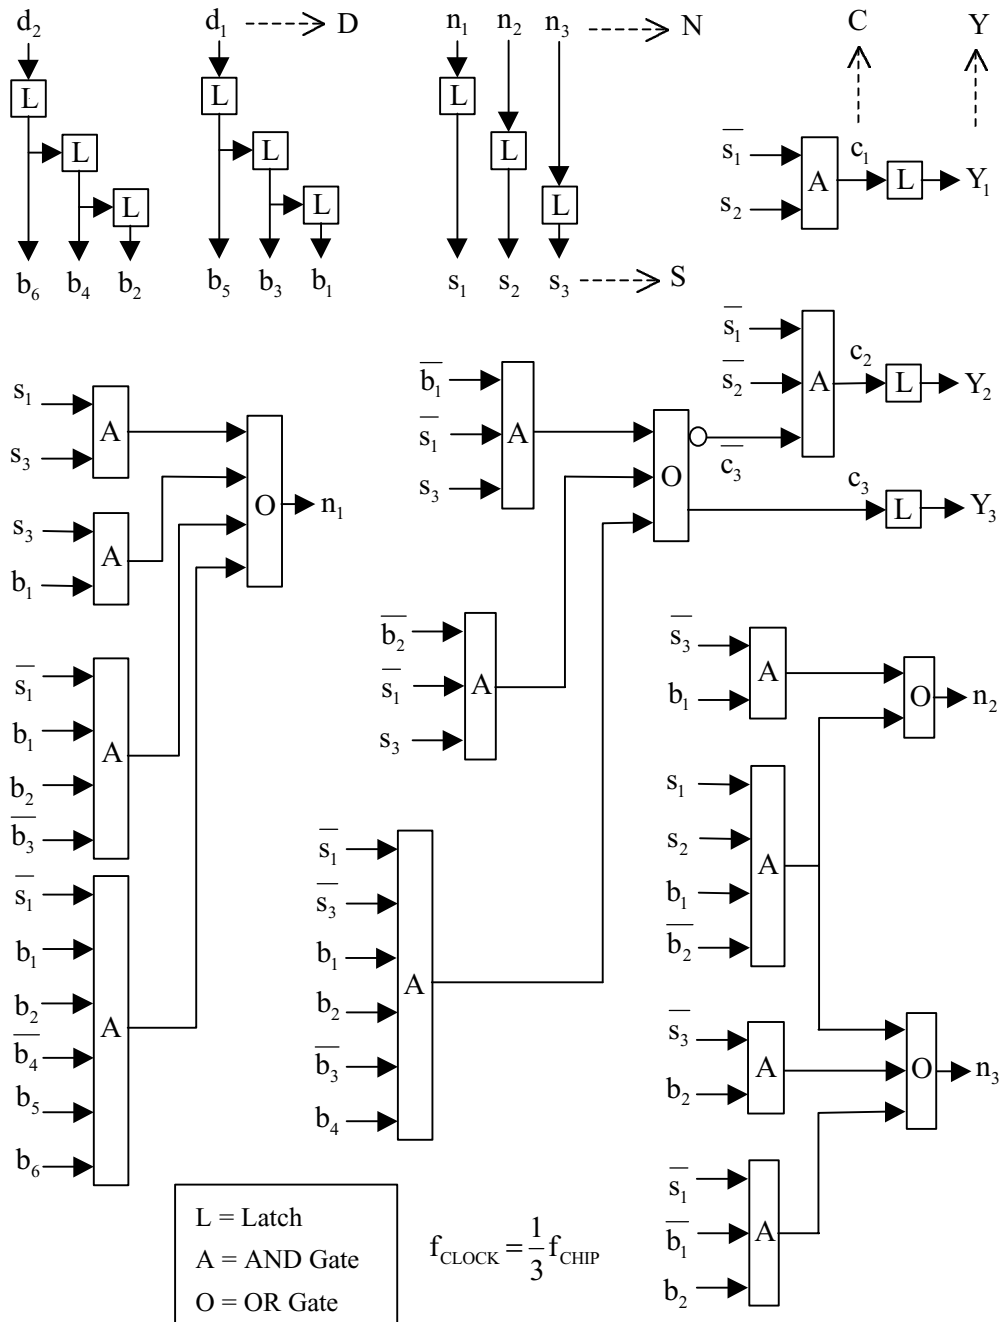 d₂ d₁ D n₁ n₂ n₃ N C Y
L L L
L L L
L L L
b₆ b₄ b₂ b₅ b₃ b₁ s₁ s₂ s₃ S
s̅₁ s₂ A c₁ L Y₁
s₁ s₃ A
s₃ b₁ A
s̅₁ b₁ b₂ b̅₃ A
s̅₁ b₁ b₂ b̅₄ b₅ b₆ A
O n₁
b̅₁ s̅₁ s₃ A
b̅₂ s̅₁ s₃ A
s̅₁ s̅₃ b₁ b₂ b̅₃ b₄ A
O c̅₃
s̅₁ s̅₂ A c₂ L Y₂
c₃ L Y₃
s̅₃ b₁ A
s₁ s₂ b₁ b̅₂ A
O n₂
s̅₃ b₂ A
s̅₁ b̅₁ b₂ A
O n₃
L = Latch
A = AND Gate
O = OR Gate
f_CLOCK = 1/3 f_CHIP